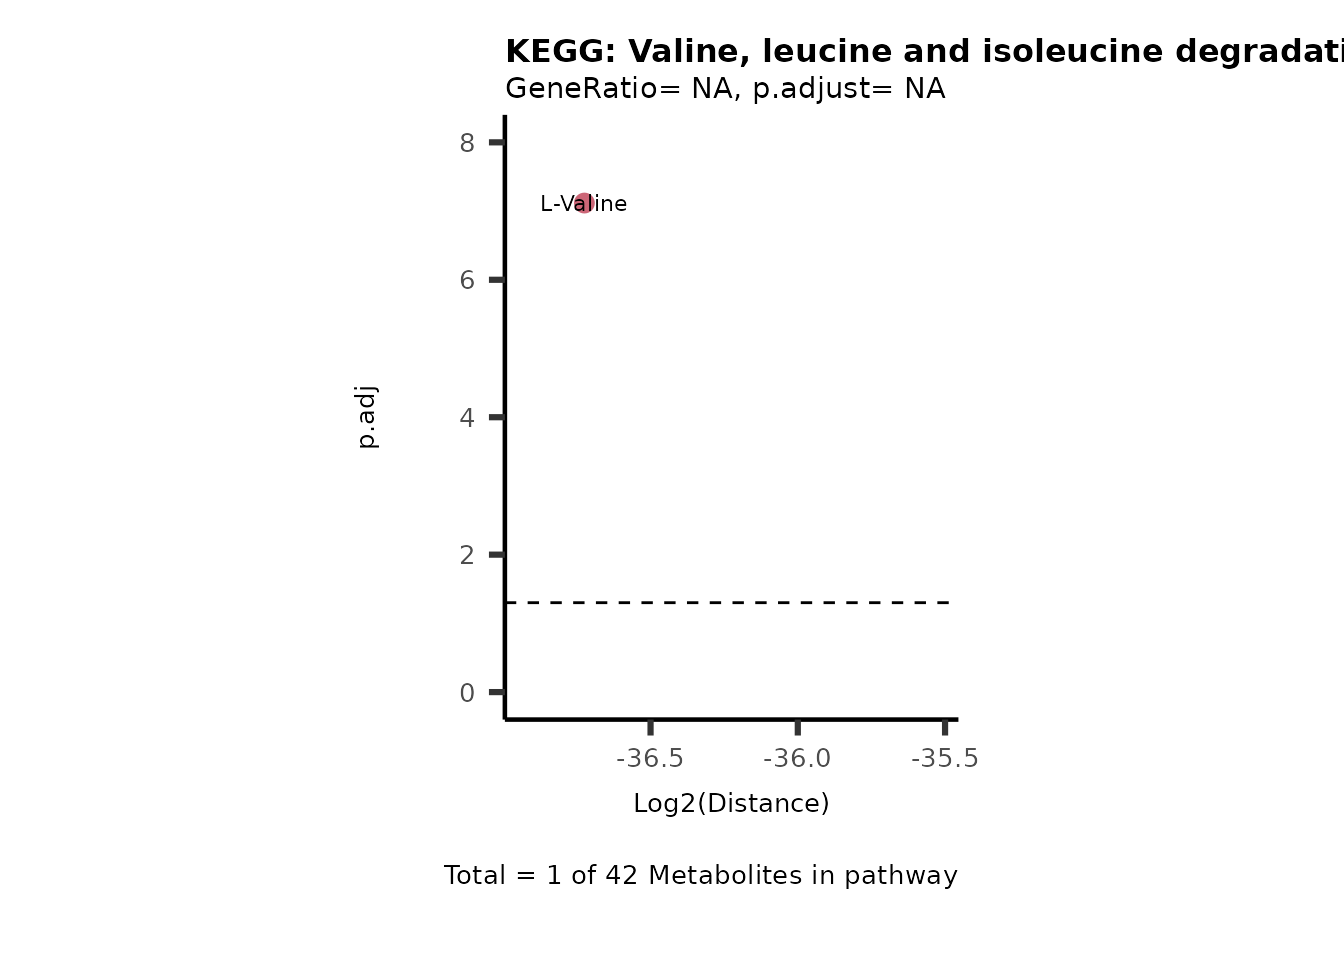 KEGG: Valine, leucine and isoleucine degradati
GeneRatio= NA, p.adjust= NA
8
L-Valine
6
p.adj
4
2
0
-36.5 -36.0 -35.5
Log2(Distance)
Total = 1 of 42 Metabolites in pathway